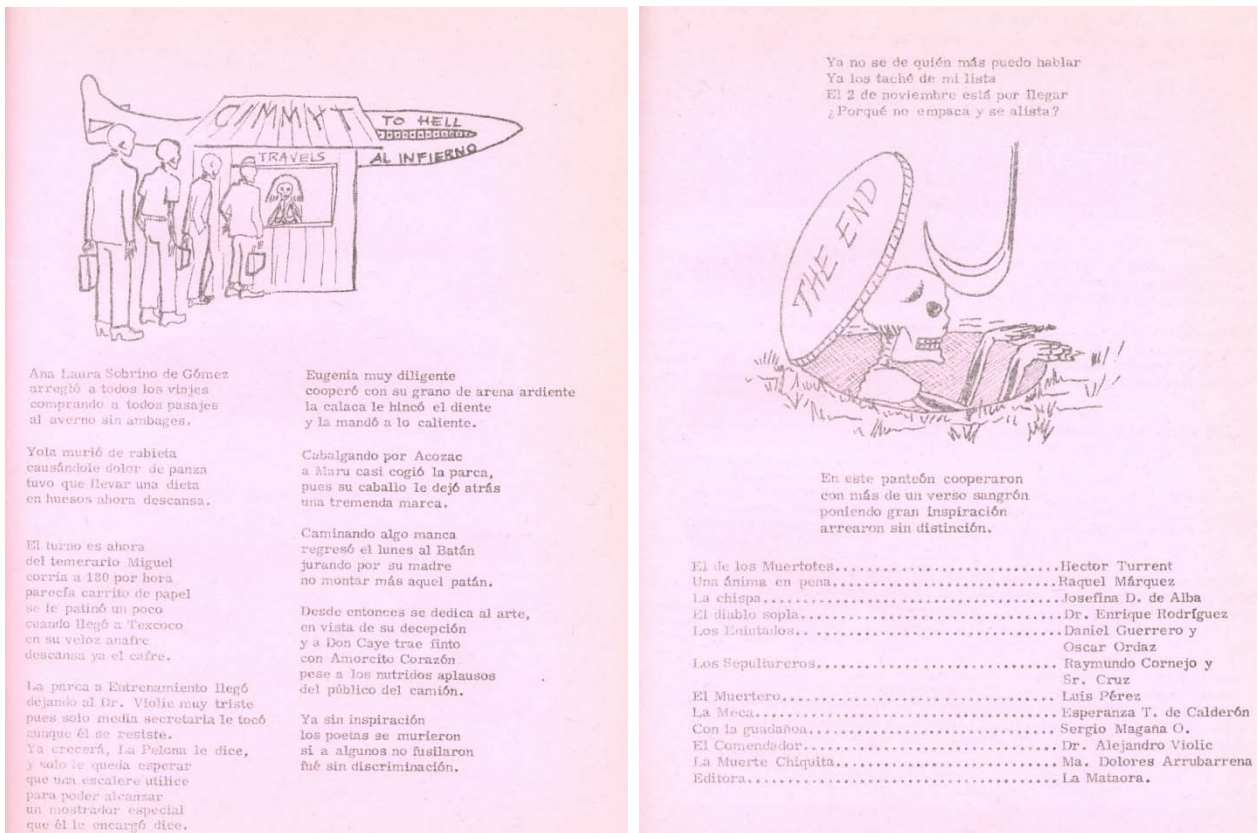 CIMMYT
TO HELL
TRAVELS
AL INFIERNO
Ana Laura Sobrino de Gómez
arregló a todos los viajes
comprando a todos pasajes
al averno sin ambages.
Yola murió de rabieta
causándole dolor de panza
tuvo que llevar una dieta
en huesos ahora descansa.
El turno es ahora
del temerario Miguel
corría a 180 por hora
parecía carrito de papel
se le patinó un poco
cuando llegó a Texcoco
en su veloz anafre
descansa ya el cafre.
La parca a Entrenamiento llegó
dejando al Dr. Violic muy triste
pues solo media secretaria le tocó
aunque él se resiste.
Ya crecerá, La Pelona le dice,
y solo le queda esperar
que una escalere utilice
para poder alcanzar
un mostrador especial
que él le encargó dice.
Eugenia muy diligente
cooperó con su grano de arena ardiente
la calaca le hincó el diente
y la mandó a lo caliente.
Cabalgando por Acozac
a Maru casi cogió la parca,
pues su caballo le dejó atrás
una tremenda marca.
Caminando algo manca
regresó el lunes al Batán
jurando por su madre
no montar más aquel patán.
Desde entonces se dedica al arte,
en vista de su decepción
y a Don Caye trae finto
con Amorcito Corazón
pese a los nutridos aplausos
del público del camión.
Ya sin inspiración
los poetas se murieron
si a algunos no fusilaron
fué sin discriminación.
Ya no se de quién más puedo hablar
Ya los taché de mi lista
El 2 de noviembre está por llegar
¿Porqué no empaca y se alista?
THE END
En este panteón cooperaron
con más de un verso sangrón
poniendo gran inspiración
arrearon sin distinción.
El de los Muertotes............................Hector Turrent
Una ánima en pena............................Raquel Márquez
La chispa.......................................Josefina D. de Alba
El diablo sopla..................................Dr. Enrique Rodríguez
Los Enlutados.. ................................Daniel Guerrero y
Oscar Ordaz
Los Sepultureros.............................. Raymundo Cornejo y
Sr. Cruz
El Muertero..................................... Luis Pérez
La Meca......................................... Esperanza T. de Calderón
Con la guadañoa.............................. Sergio Magaña O.
El Comendador................................ Dr. Alejandro Violic
La Muerte Chiquita........................... Ma. Dolores Arrubarrena
Editora.......................................... La Mataora.